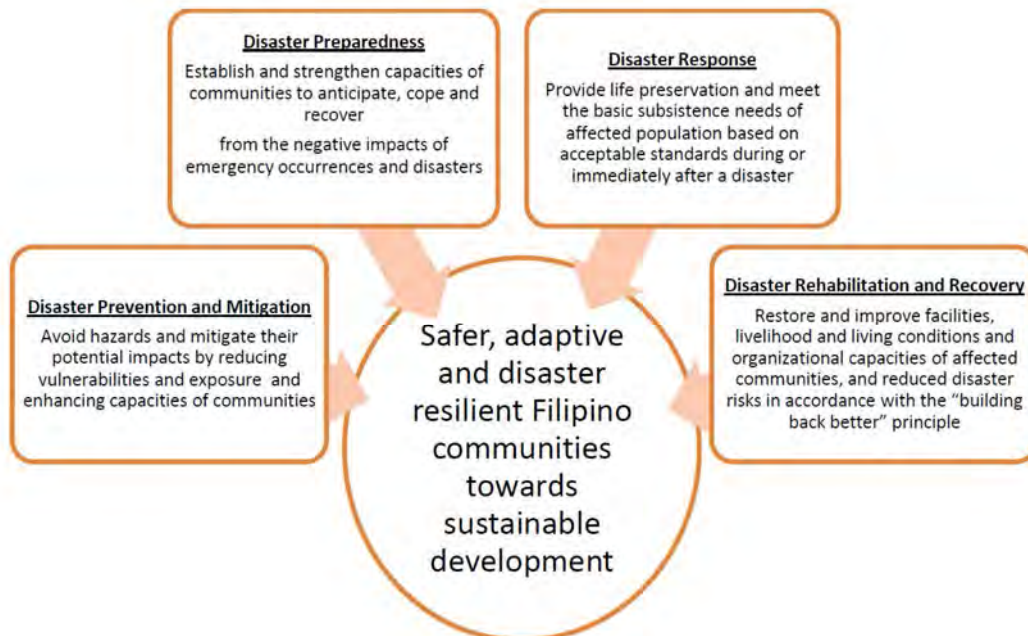 Disaster Preparedness
Establish and strengthen capacities of
communities to anticipate, cope and
recover
from the negative impacts of
emergency occurrences and disasters
Disaster Response
Provide life preservation and meet
the basic subsistence needs of
affected population based on
acceptable standards during or
immediately after a disaster
Disaster Prevention and Mitigation
Avoid hazards and mitigate their
potential impacts by reducing
vulnerabilities and exposure and
enhancing capacities of communities
Disaster Rehabilitation and Recovery
Restore and improve facilities,
livelihood and living conditions and
organizational capacities of affected
communities, and reduced disaster
risks in accordance with the “building
back better” principle
Safer, adaptive
and disaster
resilient Filipino
communities
towards
sustainable
development